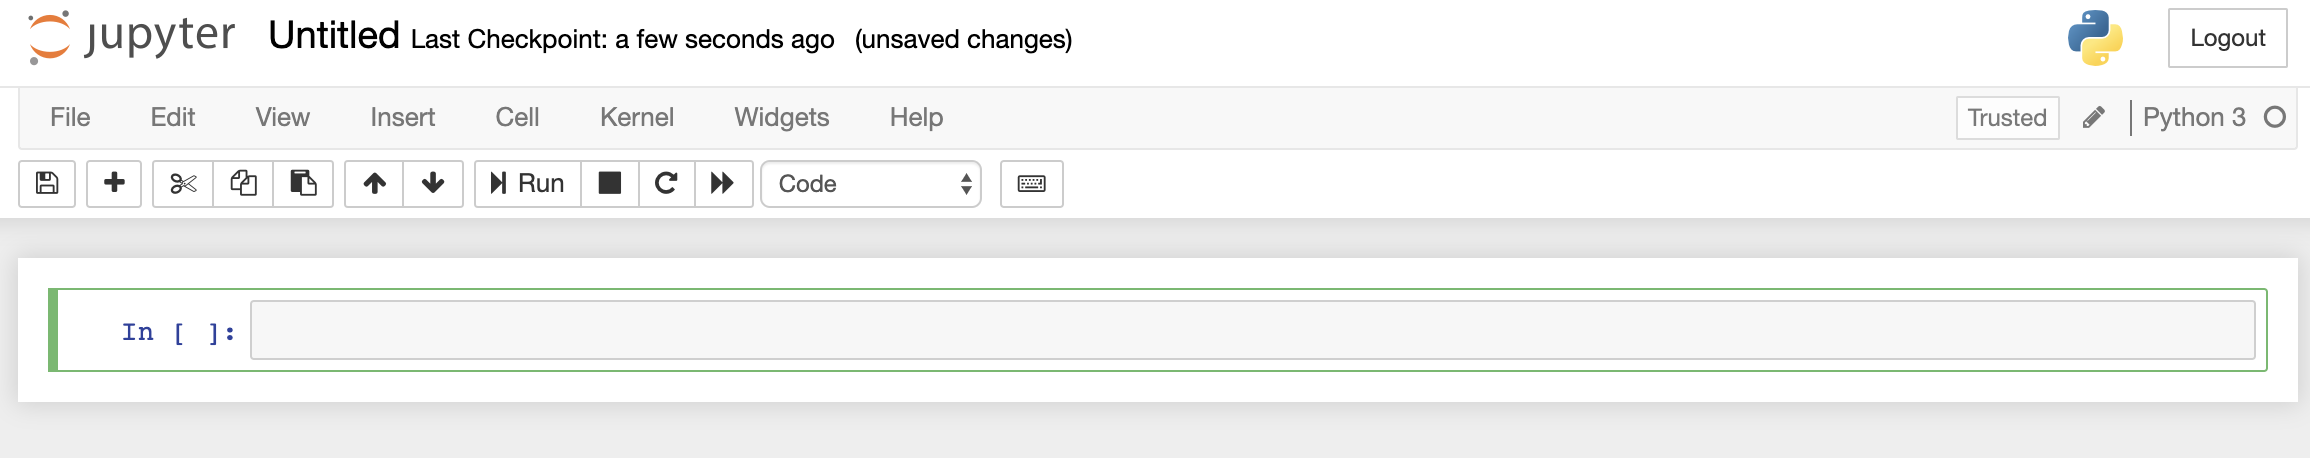 jupyter Untitled Last Checkpoint: a few seconds ago (unsaved changes) Logout
File Edit View Insert Cell Kernel Widgets Help Trusted Python 3
Run Code
In [ ]: